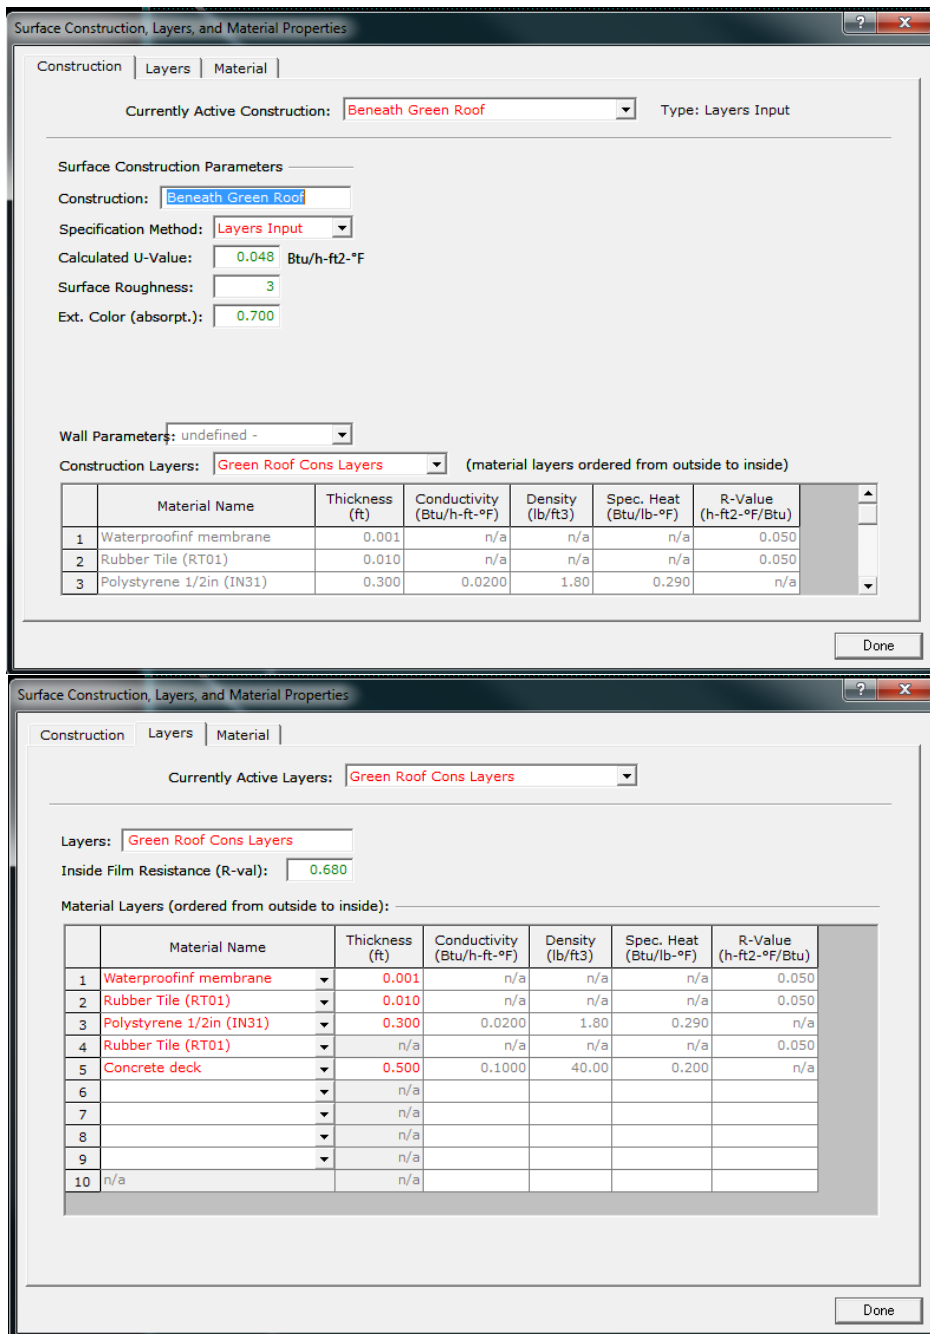 Surface Construction, Layers, and Material Properties
? X
Construction Layers Material
Currently Active Construction: Beneath Green Roof Type: Layers Input
Surface Construction Parameters
Construction: Beneath Green Roof
Specification Method: Layers Input
Calculated U-Value: 0.048 Btu/h-ft2-°F
Surface Roughness: 3
Ext. Color (absorpt.): 0.700
Wall Parameters: undefined -
Construction Layers: Green Roof Cons Layers (material layers ordered from outside to inside)
Material Name Thickness (ft) Conductivity (Btu/h-ft-°F) Density (lb/ft3) Spec. Heat (Btu/lb-°F) R-Value (h-ft2-°F/Btu)
1 Waterproofinf membrane 0.001 n/a n/a n/a 0.050
2 Rubber Tile (RT01) 0.010 n/a n/a n/a 0.050
3 Polystyrene 1/2in (IN31) 0.300 0.0200 1.80 0.290 n/a
Done
Surface Construction, Layers, and Material Properties
? X
Construction Layers Material
Currently Active Layers: Green Roof Cons Layers
Layers: Green Roof Cons Layers
Inside Film Resistance (R-val): 0.680
Material Layers (ordered from outside to inside):
Material Name Thickness (ft) Conductivity (Btu/h-ft-°F) Density (lb/ft3) Spec. Heat (Btu/lb-°F) R-Value (h-ft2-°F/Btu)
1 Waterproofinf membrane 0.001 n/a n/a n/a 0.050
2 Rubber Tile (RT01) 0.010 n/a n/a n/a 0.050
3 Polystyrene 1/2in (IN31) 0.300 0.0200 1.80 0.290 n/a
4 Rubber Tile (RT01) n/a n/a n/a n/a 0.050
5 Concrete deck 0.500 0.1000 40.00 0.200 n/a
6 n/a
7 n/a
8 n/a
9 n/a
10 n/a n/a
Done